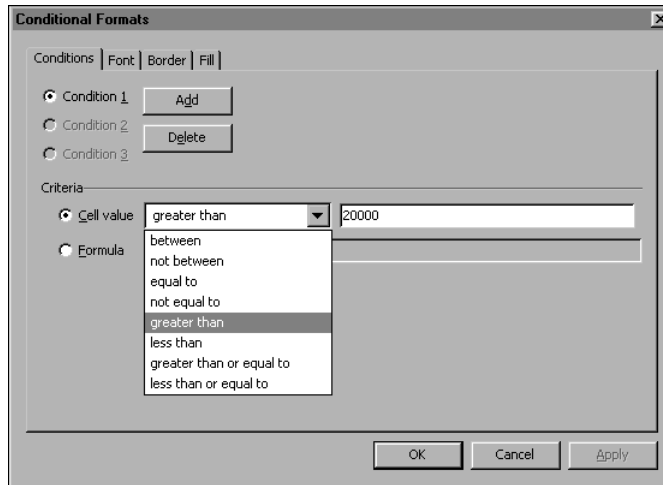 Conditional Formats
Conditions Font Border Fill
Condition 1 Add
Condition 2
Delete
Condition 3
Criteria
Cell value greater than 20000
between
Formula
not between
equal to
not equal to
greater than
less than
greater than or equal to
less than or equal to
OK Cancel Apply